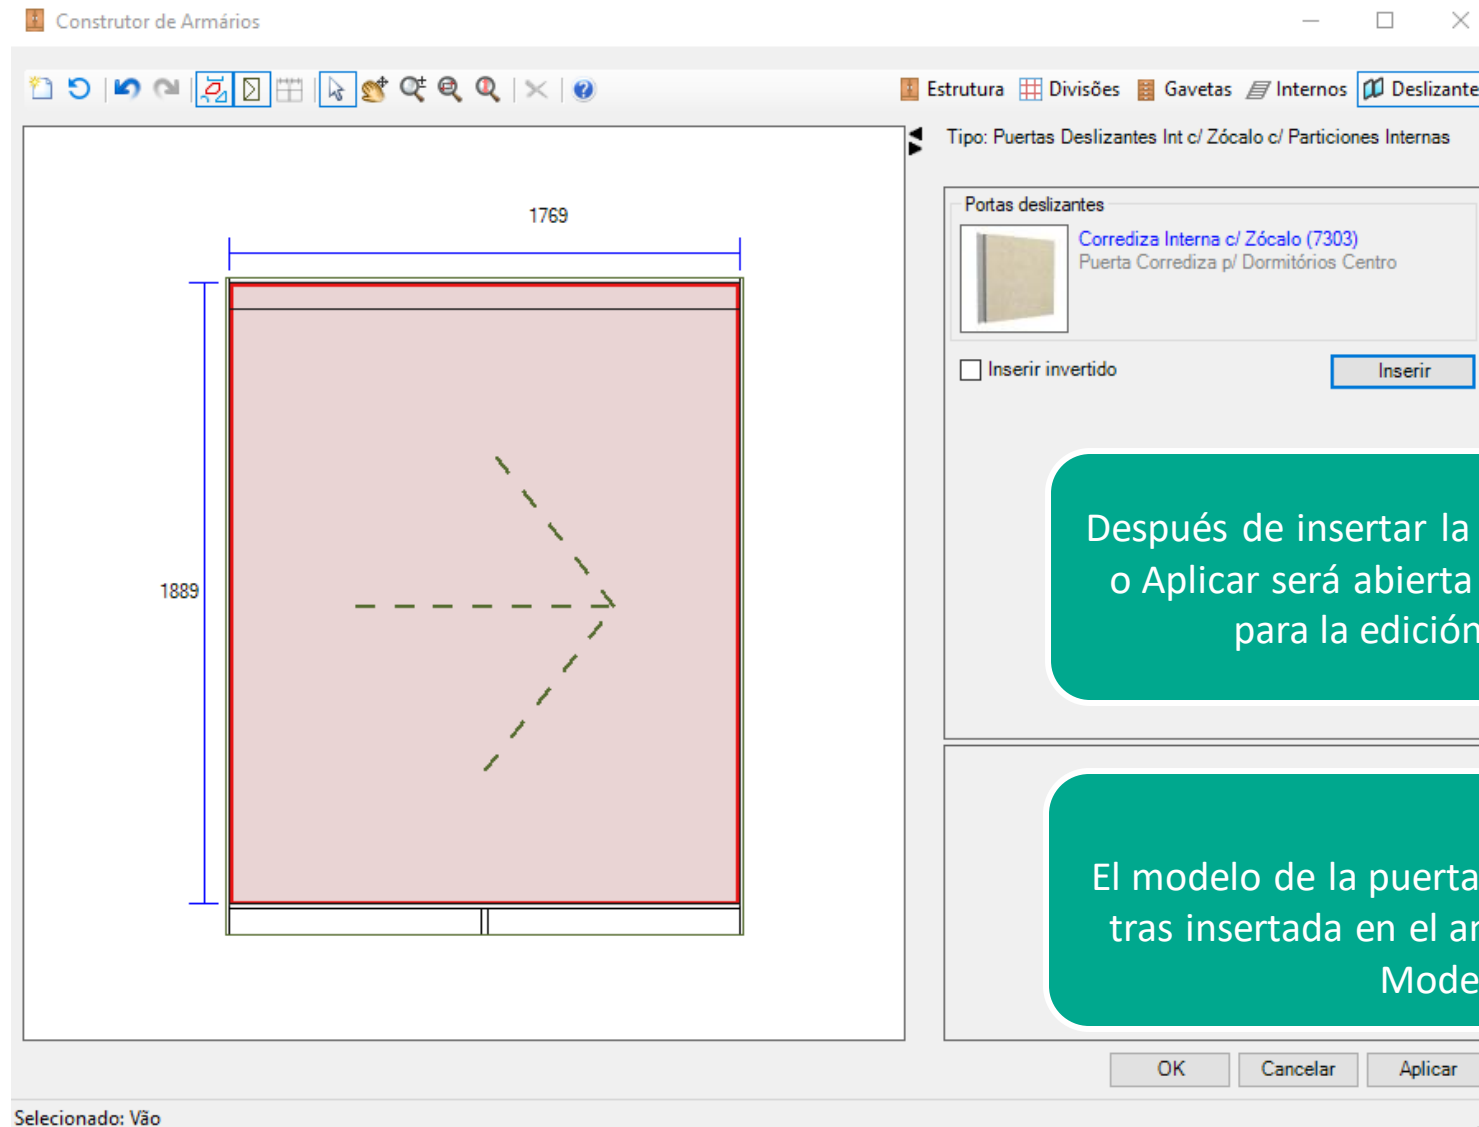 Construtor de Armários
Estrutura Divisões Gavetas Internos Deslizante
Tipo: Puertas Deslizantes Int c/ Zócalo c/ Particiones Internas
Portas deslizantes
Corrediza Interna c/ Zócalo (7303)
Puerta Corrediza p/ Dormitórios Centro
Inserir invertido
Inserir
1769
1889
Después de insertar la
o Aplicar será abierta
para la edición
El modelo de la puerta
tras insertada en el ar
Mode
OK Cancelar Aplicar
Selecionado: Vão